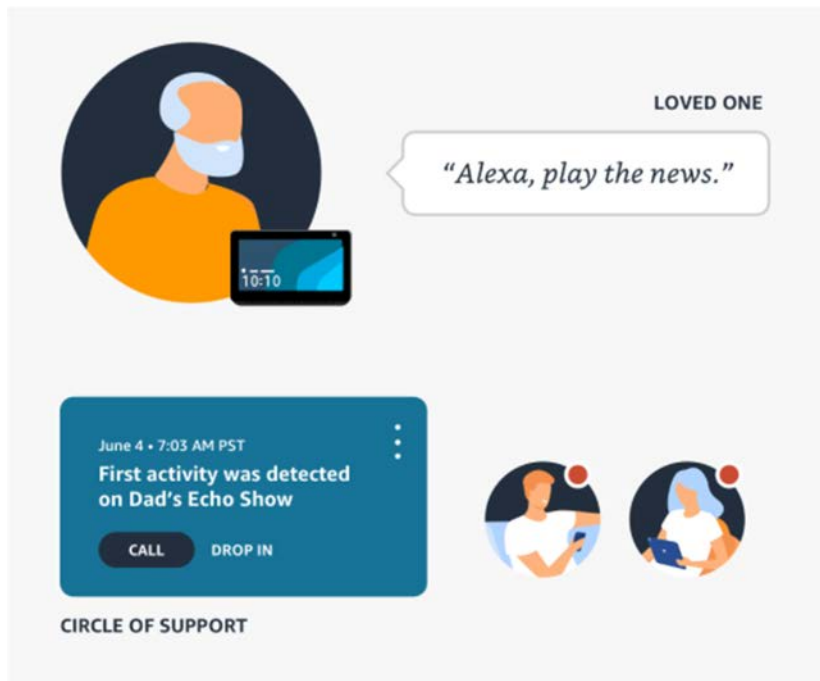 LOVED ONE
“Alexa, play the news.”
10:10
June 4 • 7:03 AM PST
First activity was detected
on Dad’s Echo Show
CALL DROP IN
CIRCLE OF SUPPORT